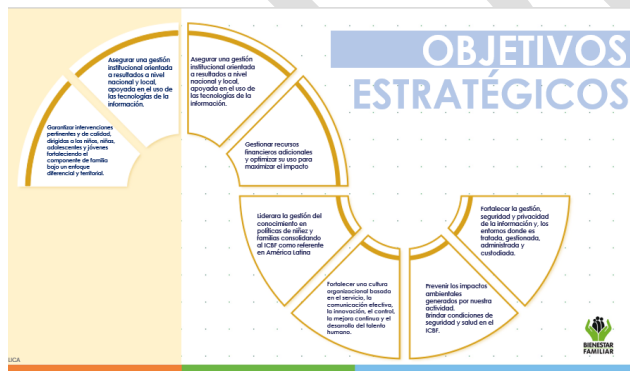 OBJETIVOS
ESTRATÉGICOS
Garantizar intervenciones
pertinentes y de calidad,
dirigidas a los niños, niñas,
adolescentes y jóvenes
fortaleciendo el
componente de familia
bajo un enfoque
diferencial y territorial.
Asegurar una gestión
institucional orientada
a resultados a nivel
nacional y local,
apoyada en el uso de
las tecnologías de la
información.
Asegurar una gestión
institucional orientada
a resultados a nivel
nacional y local,
apoyada en el uso de
las tecnologías de la
información.
Gestionar recursos
financieros adicionales
y optimizar su uso para
maximizar el impacto
Liderara la gestión del
conocimiento en
políticas de niñez y
familias consolidando
al ICBF como referente
en América Latina
Fortalecer una cultura
organizacional basada
en el servicio, la
comunicación efectiva,
la innovación, el control,
la mejora continua y el
desarrollo del talento
humano.
Prevenir los impactos
ambientales
generados por nuestra
actividad.
Brindar condiciones de
seguridad y salud en el
ICBF.
Fortalecer la gestión,
seguridad y privacidad
de la información y, los
entornos donde es
tratada, gestionada,
administrada y
custodiada.
BIENESTAR
FAMILIAR
LICA